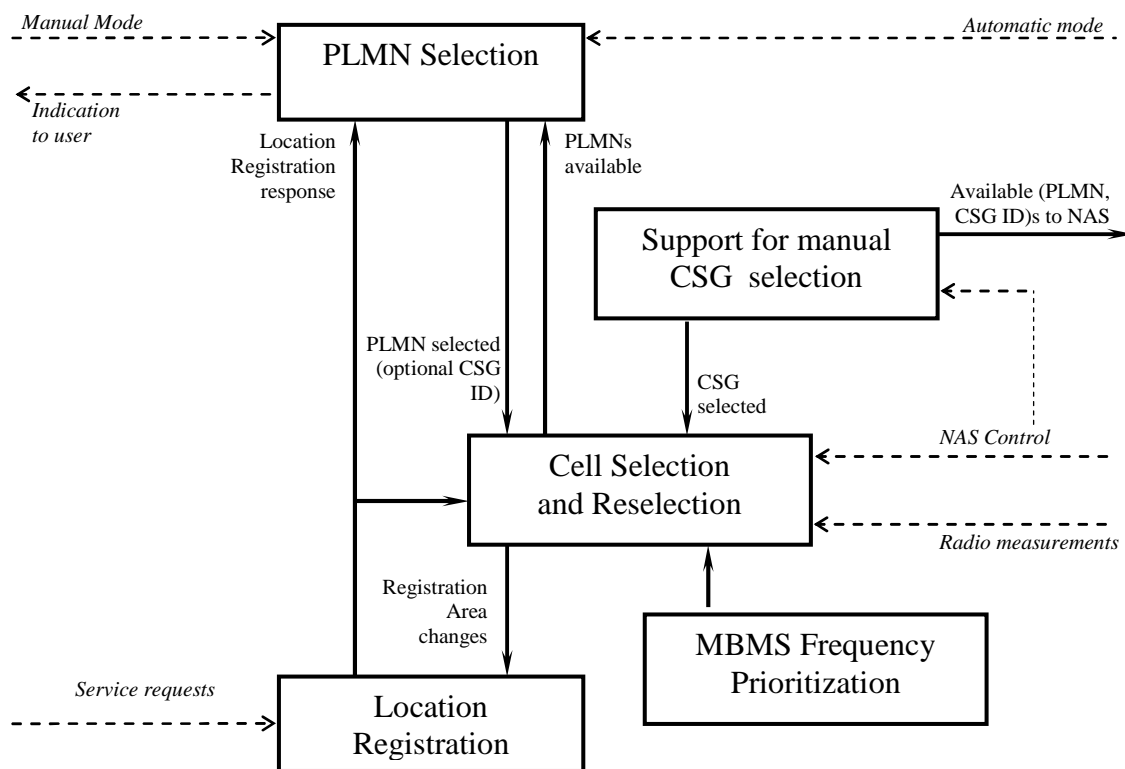 Manual Mode
PLMN Selection
Automatic mode
Indication
to user
Location
Registration
response
PLMNs
available
Available (PLMN,
CSG ID)s to NAS
Support for manual
CSG selection
PLMN selected
(optional CSG
ID)
CSG
selected
NAS Control
Cell Selection
and Reselection
Radio measurements
Registration
Area
changes
MBMS Frequency
Prioritization
Service requests
Location
Registration